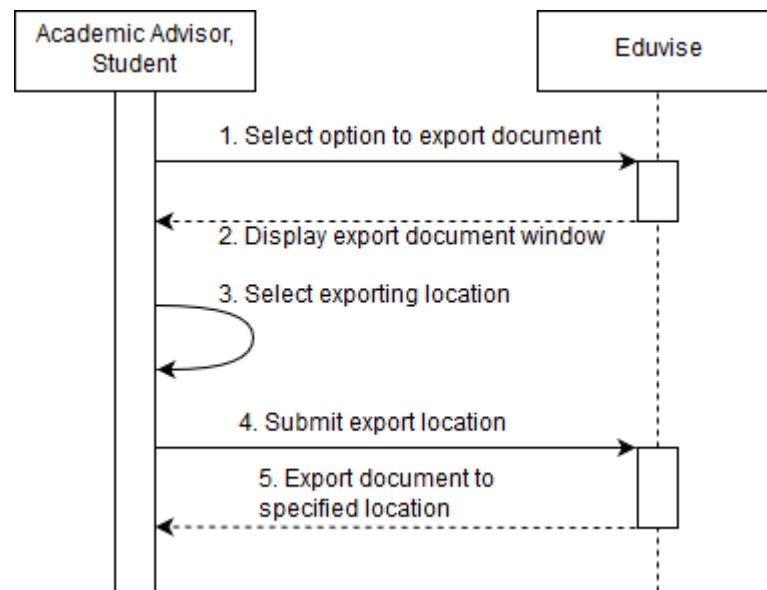 Academic Advisor,
Student
Eduvise
1. Select option to export document
2. Display export document window
3. Select exporting location
4. Submit export location
5. Export document to
specified location